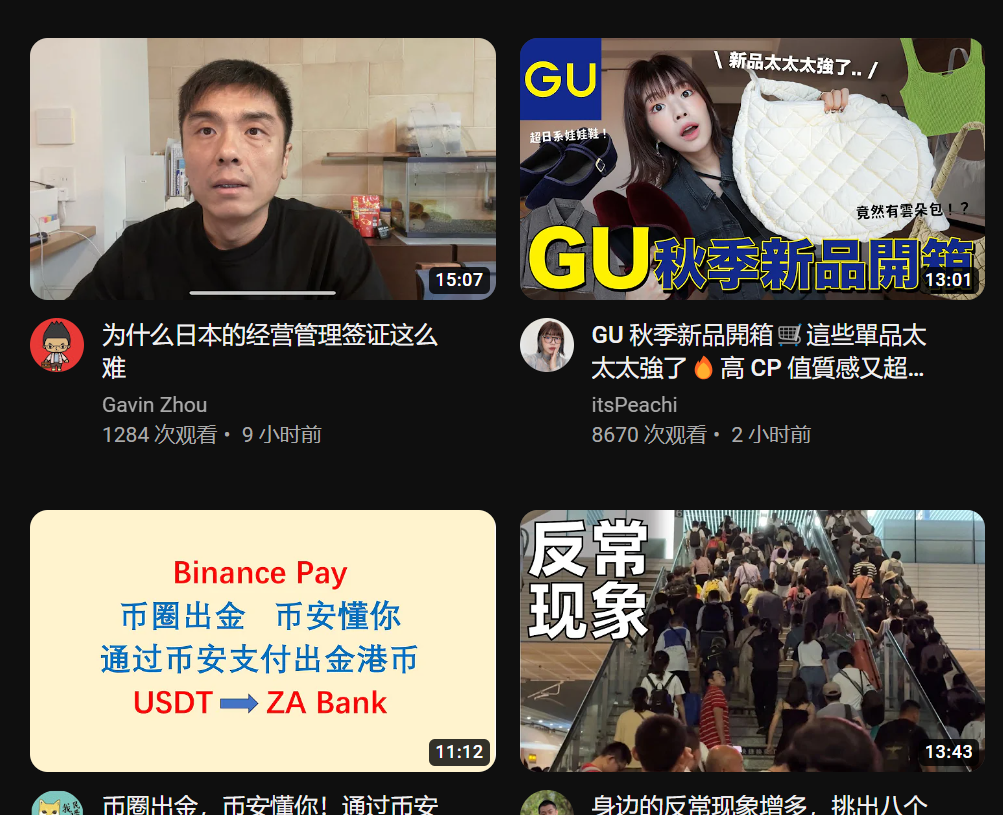 15:07
为什么日本的经营管理签证这么
难
Gavin Zhou
1284 次观看 • 9 小时前
GU
\ 新品太太太強了.. /
超日系娃娃鞋！
竟然有雲朵包！？
GU秋季新品開箱
13:01
GU 秋季新品開箱🛒這些單品太
太太強了🔥高 CP 值質感又超...
itsPeachi
8670 次观看 • 2 小时前
Binance Pay
币圈出金 币安懂你
通过币安支付出金港币
USDT ➡ ZA Bank
11:12
币圈出金，币安懂你！通过币安
反常
现象
13:43
身边的反常现象增多，挑出八个